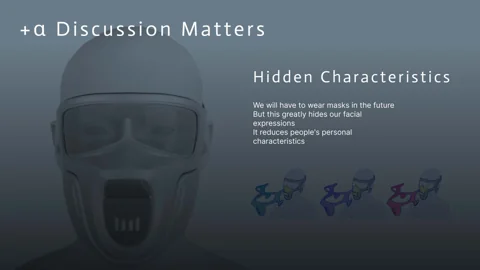 +α Discussion Matters
Hidden Characteristics
We will have to wear masks in the future
But this greatly hides our facial
expressions
It reduces people's personal
characteristics